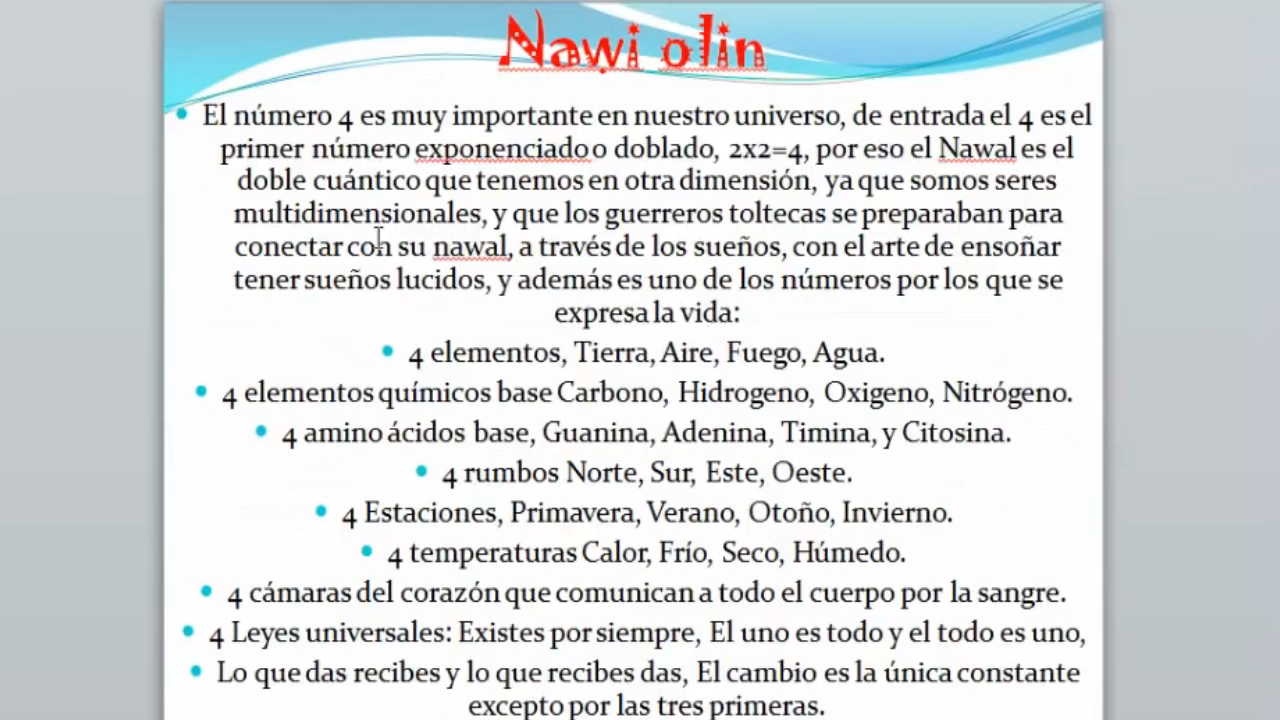 Nawi olin
• El número 4 es muy importante en nuestro universo, de entrada el 4 es el
primer número exponenciado o doblado, 2x2=4, por eso el Nawal es el
doble cuántico que tenemos en otra dimensión, ya que somos seres
multidimensionales, y que los guerreros toltecas se preparaban para
conectar con su nawal, a través de los sueños, con el arte de ensoñar
tener sueños lucidos, y además es uno de los números por los que se
expresa la vida:
• 4 elementos, Tierra, Aire, Fuego, Agua.
• 4 elementos químicos base Carbono, Hidrogeno, Oxigeno, Nitrógeno.
• 4 amino ácidos base, Guanina, Adenina, Timina, y Citosina.
• 4 rumbos Norte, Sur, Este, Oeste.
• 4 Estaciones, Primavera, Verano, Otoño, Invierno.
• 4 temperaturas Calor, Frío, Seco, Húmedo.
• 4 cámaras del corazón que comunican a todo el cuerpo por la sangre.
• 4 Leyes universales: Existes por siempre, El uno es todo y el todo es uno,
• Lo que das recibes y lo que recibes das, El cambio es la única constante
excepto por las tres primeras.